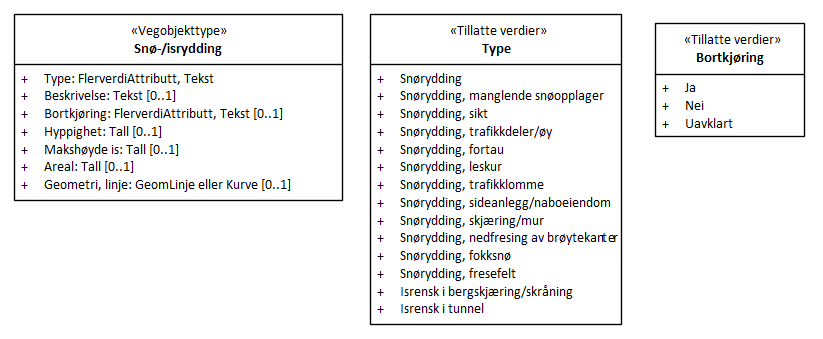 «Vegobjekttype»
Snø-/isrydding
+ Type: FlerverdiAttributt, Tekst
+ Beskrivelse: Tekst [0..1]
+ Bortkjøring: FlerverdiAttributt, Tekst [0..1]
+ Hyppighet: Tall [0..1]
+ Makshøyde is: Tall [0..1]
+ Areal: Tall [0..1]
+ Geometri, linje: GeomLinje eller Kurve [0..1]
«Tillatte verdier»
Type
+ Snørydding
+ Snørydding, manglende snøopplager
+ Snørydding, sikt
+ Snørydding, trafikkdeler/øy
+ Snørydding, fortau
+ Snørydding, leskur
+ Snørydding, trafikklomme
+ Snørydding, sideanlegg/naboeiendom
+ Snørydding, skjæring/mur
+ Snørydding, nedfresing av brøytekanter
+ Snørydding, fokksnø
+ Snørydding, fresefelt
+ Isrensk i bergskjæring/skråning
+ Isrensk i tunnel
«Tillatte verdier»
Bortkjøring
+ Ja
+ Nei
+ Uavklart